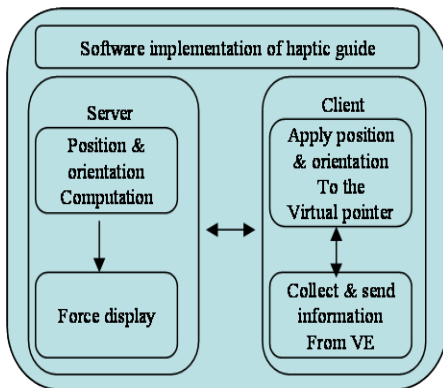 Software implementation of haptic guide
Server
Position &
orientation
Computation
Force display
Client
Apply position
& orientation
To the
Virtual pointer
Collect & send
information
From VE